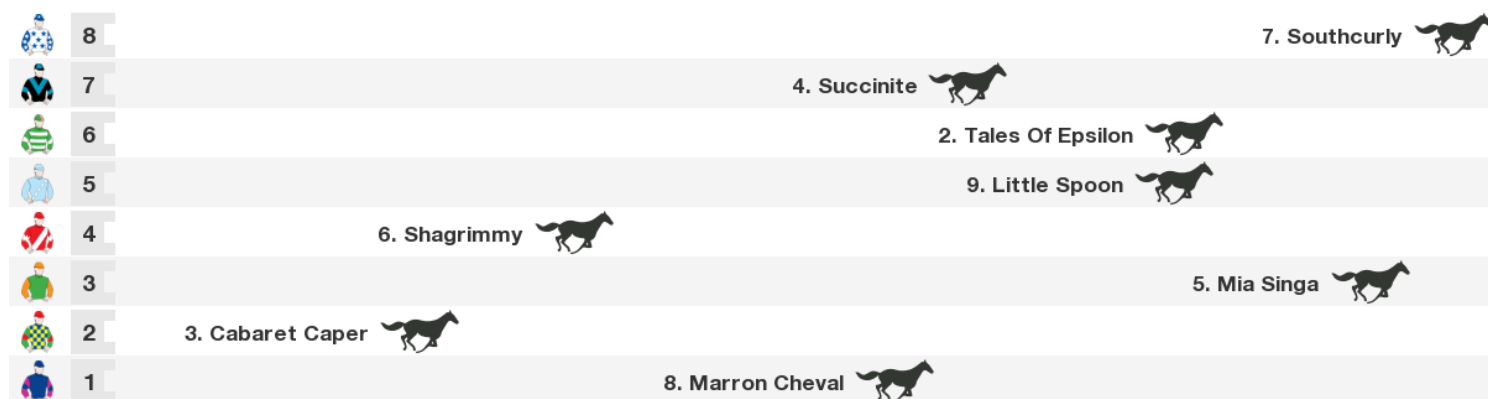 8 7. Southcurly
7 4. Succinite
6 2. Tales Of Epsilon
5 9. Little Spoon
4 6. Shagrimmy
3 5. Mia Singa
2 3. Cabaret Caper
1 8. Marron Cheval